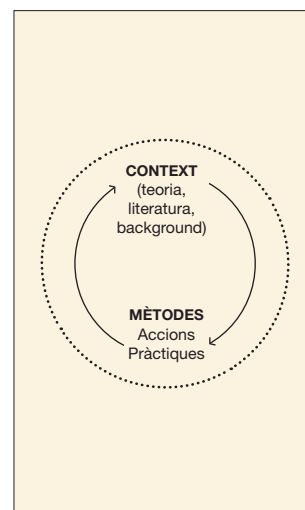 CONTEXT
(teoria,
literatura,
background)
MÈTODES
Accions
Pràctiques